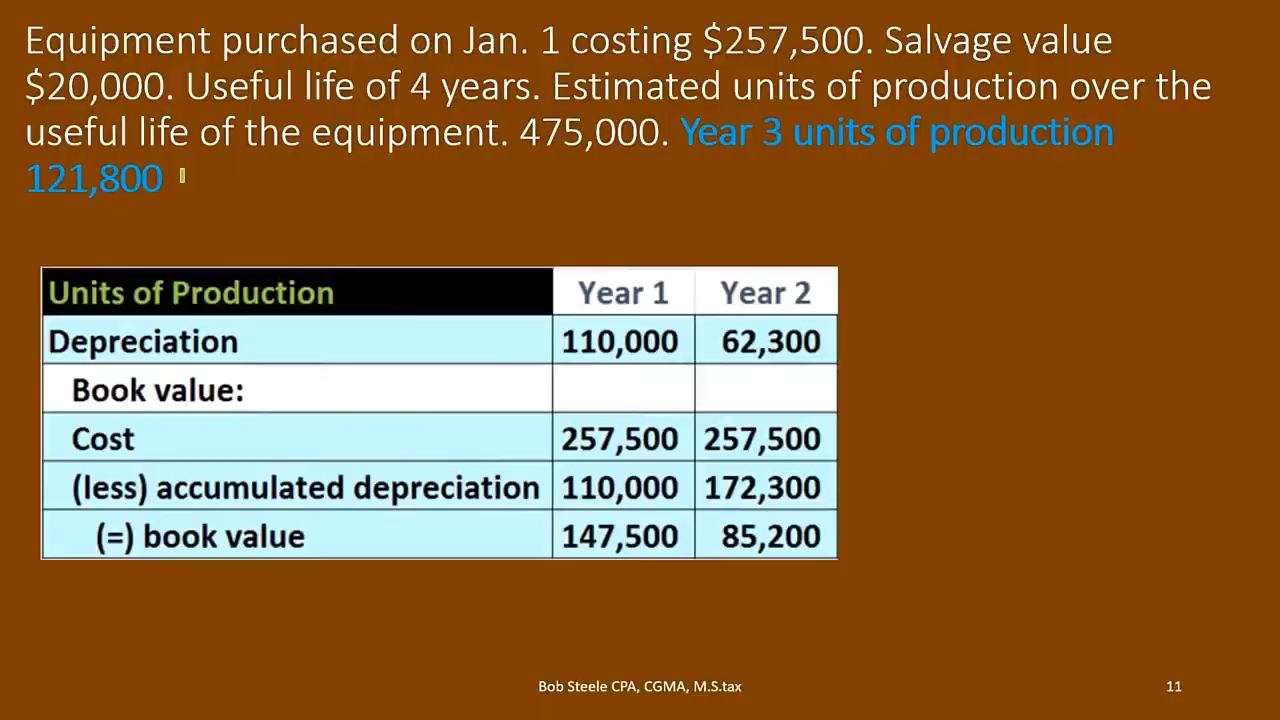 Equipment purchased on Jan. 1 costing $257,500. Salvage value
$20,000. Useful life of 4 years. Estimated units of production over the
useful life of the equipment. 475,000. Year 3 units of production
121,800
Units of Production Year 1 Year 2
Depreciation 110,000 62,300
Book value:
Cost 257,500 257,500
(less) accumulated depreciation 110,000 172,300
(=) book value 147,500 85,200
Bob Steele CPA, CGMA, M.S.tax 11